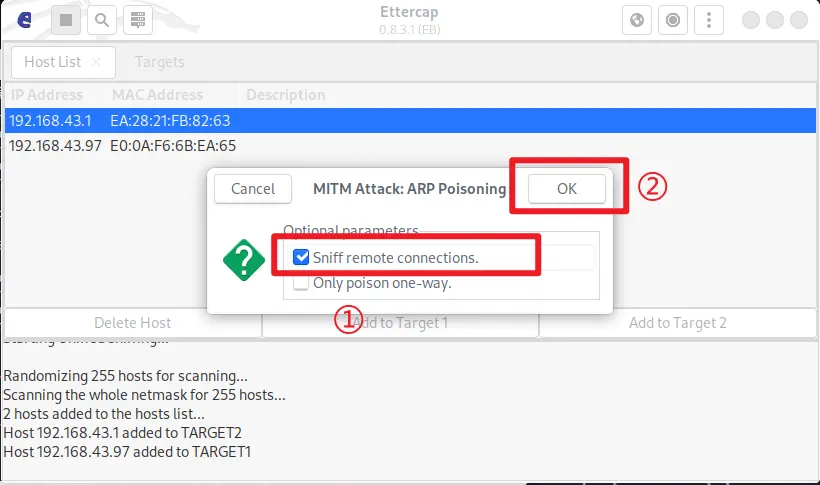 Ettercap
0.8.3.1 (EB)
Host List ×
Targets
IP Address MAC Address Description
192.168.43.1 EA:28:21:FB:82:63
192.168.43.97 E0:0A:F6:6B:EA:65
Cancel MITM Attack: ARP Poisoning OK ②
Optional parameters
Sniff remote connections.
Only poison one-way.
①
Delete Host Add to Target 1 Add to Target 2
Starting Unified sniffing...
Randomizing 255 hosts for scanning...
Scanning the whole netmask for 255 hosts...
2 hosts added to the hosts list...
Host 192.168.43.1 added to TARGET2
Host 192.168.43.97 added to TARGET1